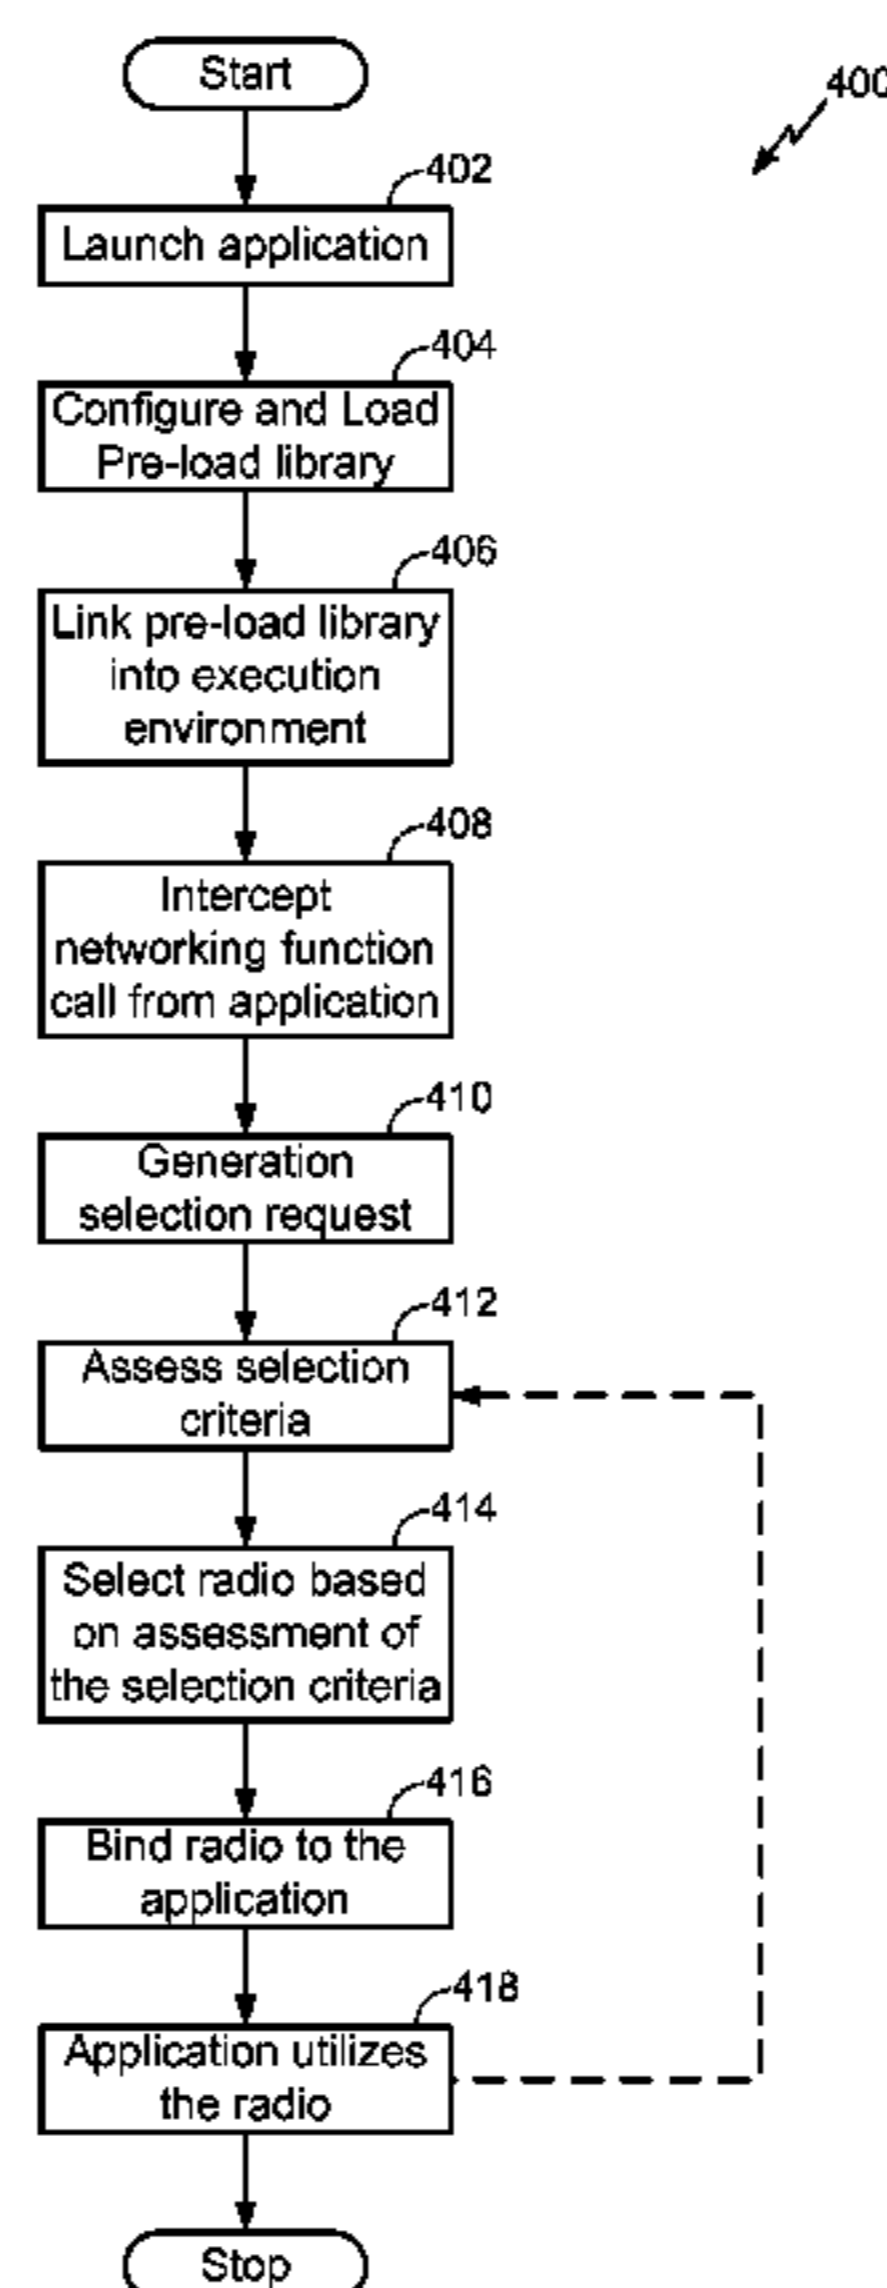 Start
400
402
Launch application
404
Configure and Load
Pre-load library
406
Link pre-load library
into execution
environment
408
Intercept
networking function
call from application
410
Generation
selection request
412
Assess selection
criteria
414
Select radio based
on assessment of
the selection criteria
416
Bind radio to the
application
418
Application utilizes
the radio
Stop